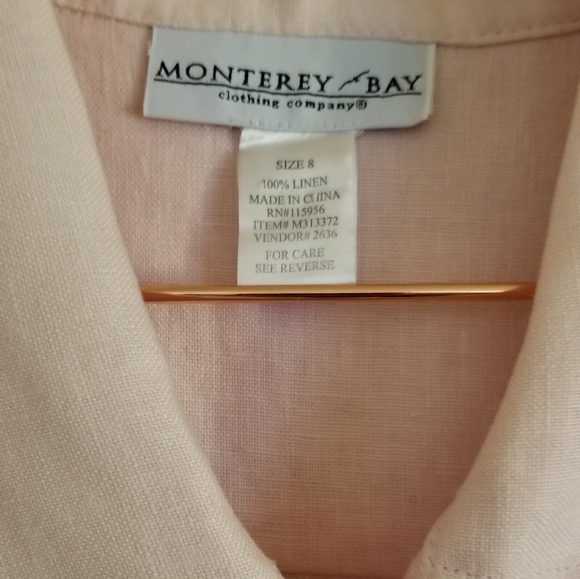 MONTEREY BAY
clothing company®
SIZE 8
100% LINEN
MADE IN CHINA
RN#115956
ITEM# M313372
VENDOR# 2636
FOR CARE
SEE REVERSE